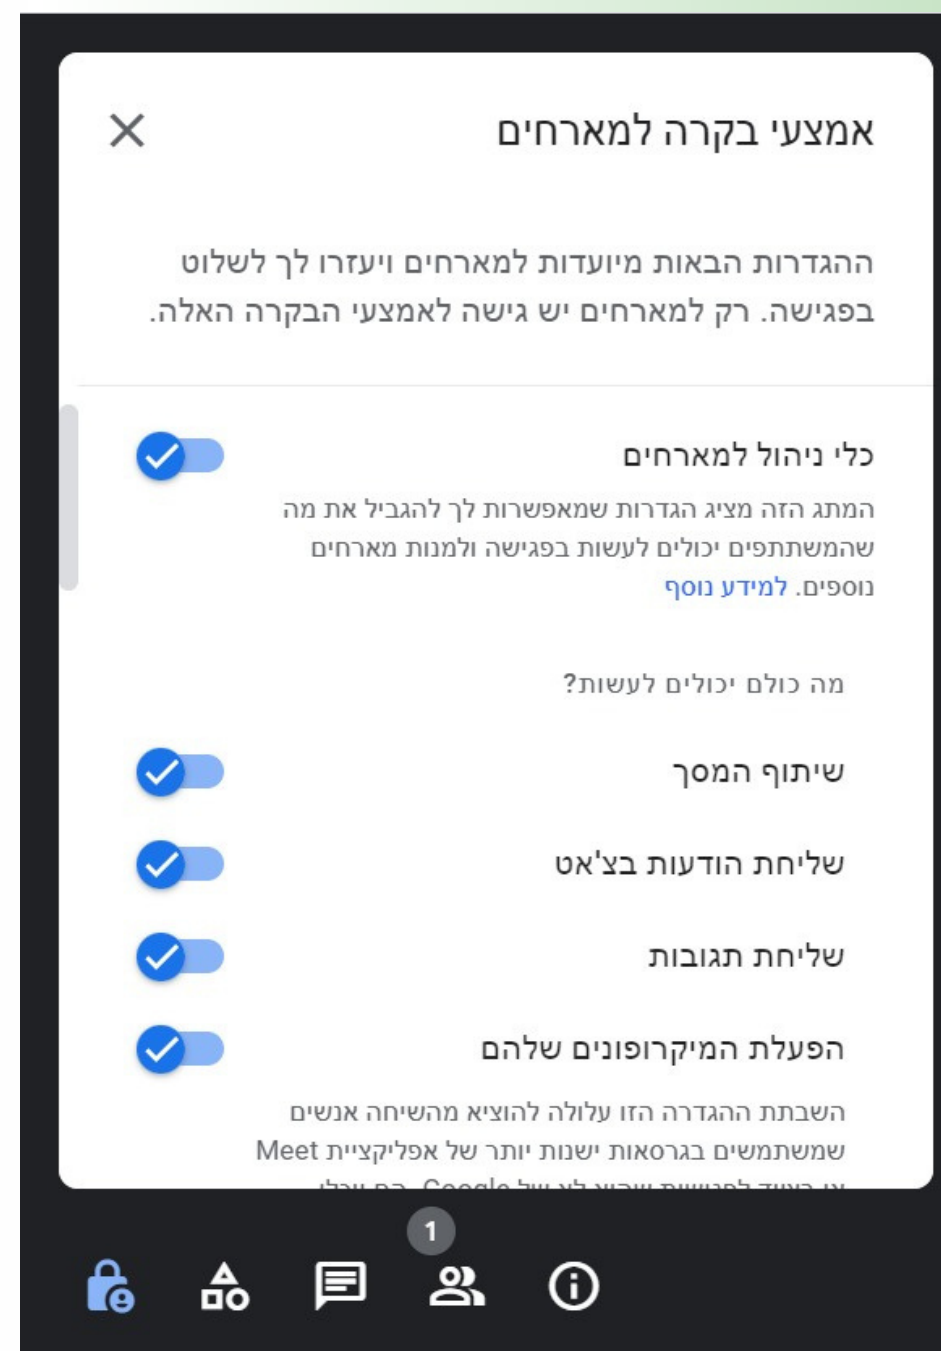 אמצעי בקרה למארחים
ההגדרות הבאות מיועדות למארחים ויעזרו לך לשלוט
בפגישה. רק למארחים יש גישה לאמצעי הבקרה האלה.
כלי ניהול למארחים
המתג הזה מציג הגדרות שמאפשרות לך להגביל את מה
שהמשתתפים יכולים לעשות בפגישה ולמנות מארחים
נוספים. למידע נוסף
מה כולם יכולים לעשות?
שיתוף המסך
שליחת הודעות בצ'אט
שליחת תגובות
הפעלת המיקרופונים שלהם
השבתת ההגדרה הזו עלולה להוציא מהשיחה אנשים
שמשתמשים בגרסאות ישנות יותר של אפליקציית Meet
1